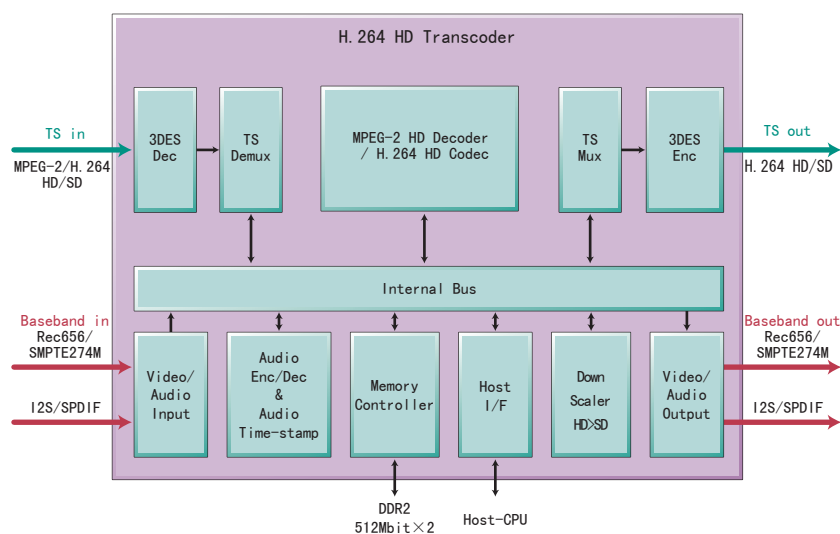 H.264 HD Transcoder
TS in
MPEG-2/H.264
HD/SD
3DES
Dec
TS
Demux
MPEG-2 HD Decoder
/ H.264 HD Codec
TS
Mux
3DES
Enc
TS out
H.264 HD/SD
Internal Bus
Baseband in
Rec656/
SMPTE274M
I2S/SPDIF
Video/
Audio
Input
Audio
Enc/Dec
&
Audio
Time-stamp
Memory
Controller
Host
I/F
Down
Scaler
HD>SD
Video/
Audio
Output
Baseband out
Rec656/
SMPTE274M
I2S/SPDIF
DDR2
512Mbit×2
Host-CPU